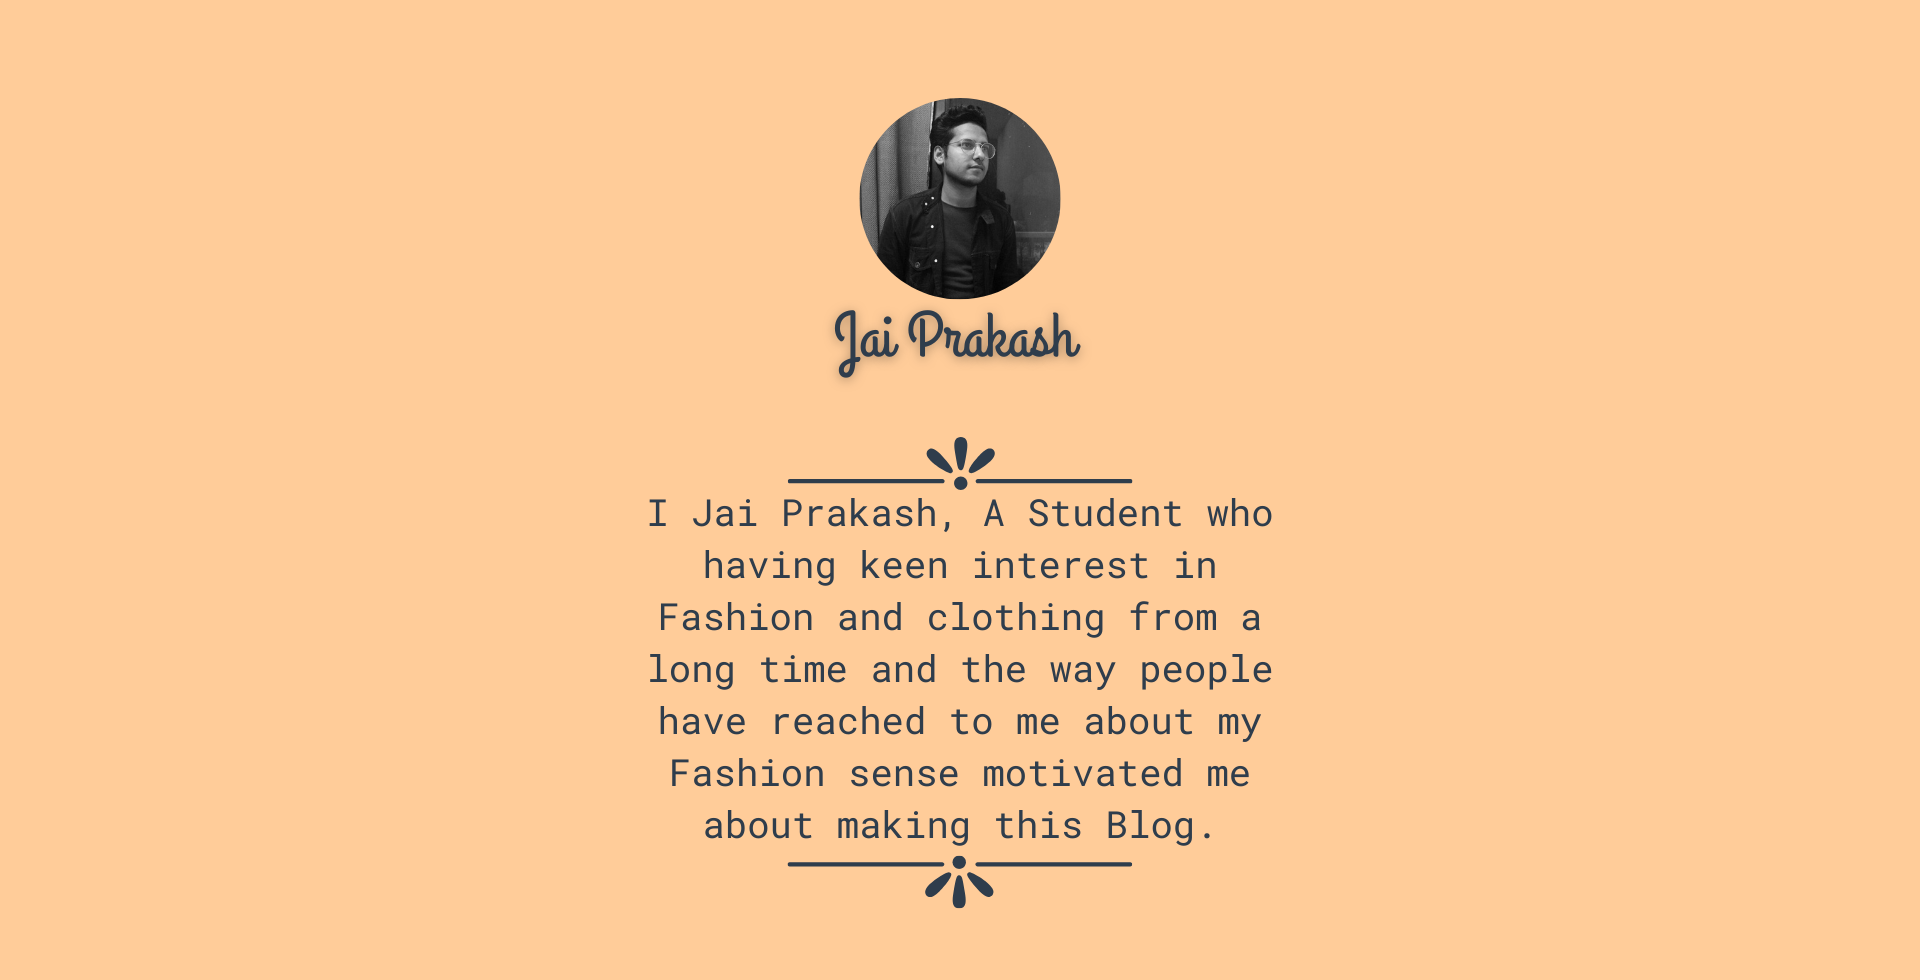 Jai Prakash
I Jai Prakash, A Student who
having keen interest in
Fashion and clothing from a
long time and the way people
have reached to me about my
Fashion sense motivated me
about making this Blog.